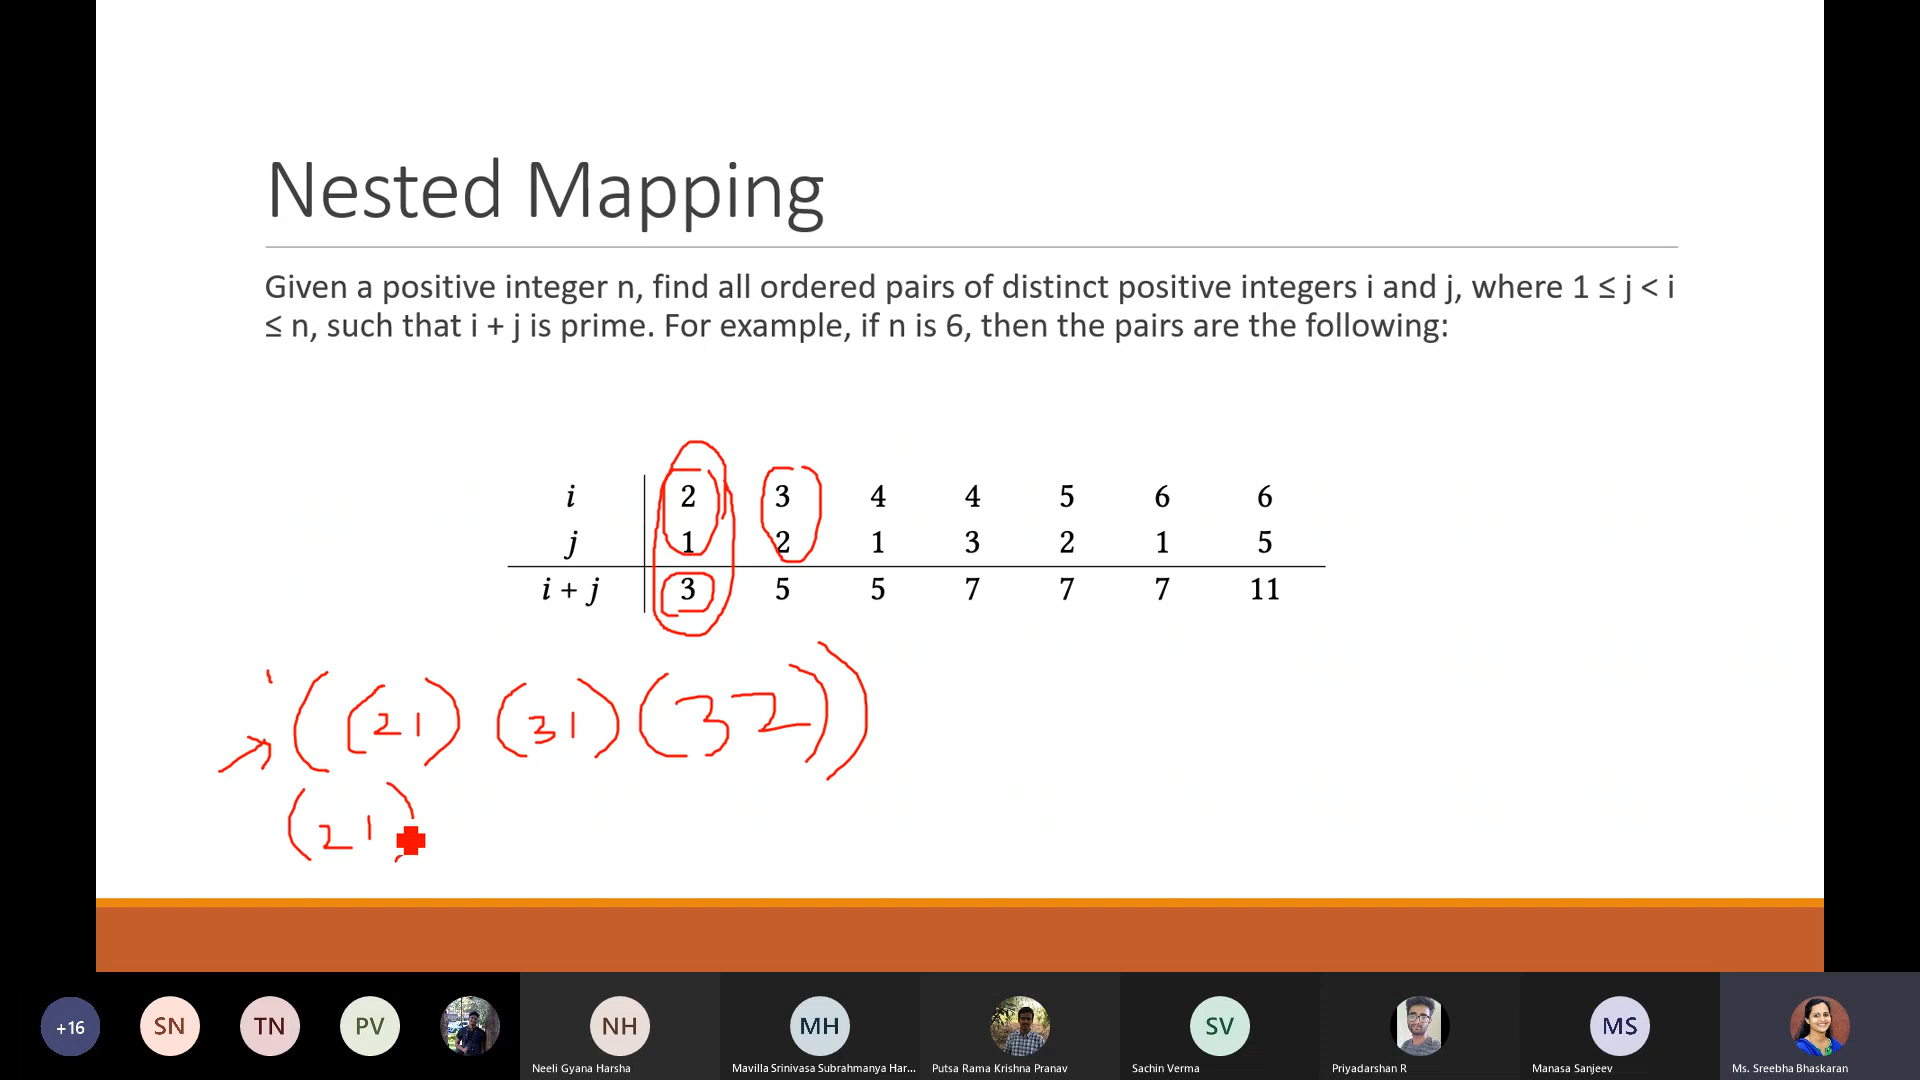 Nested Mapping
Given a positive integer n, find all ordered pairs of distinct positive integers i and j, where 1 ≤ j < i
≤ n, such that i + j is prime. For example, if n is 6, then the pairs are the following:
i 2 3 4 4 5 6 6
j 1 2 1 3 2 1 5
i + j 3 5 5 7 7 7 11
((21) (31) (32))
(21)
+16 SN TN PV NH MH SV MS
Neeli Gyana Harsha Mavilla Srinivasa Subrahmanya Har... Putsa Rama Krishna Pranav Sachin Verma Priyadarshan R Manasa Sanjeev Ms. Sreebha Bhaskaran